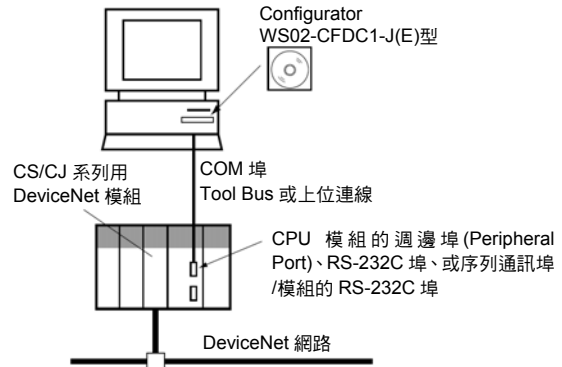 Configurator
WS02-CFDC1-J(E)型
COM 埠
Tool Bus 或上位連線
CS/CJ 系列用
DeviceNet 模組
CPU 模組的週邊埠(Peripheral
Port)、RS-232C 埠、或序列通訊埠
/模組的 RS-232C 埠
DeviceNet 網路